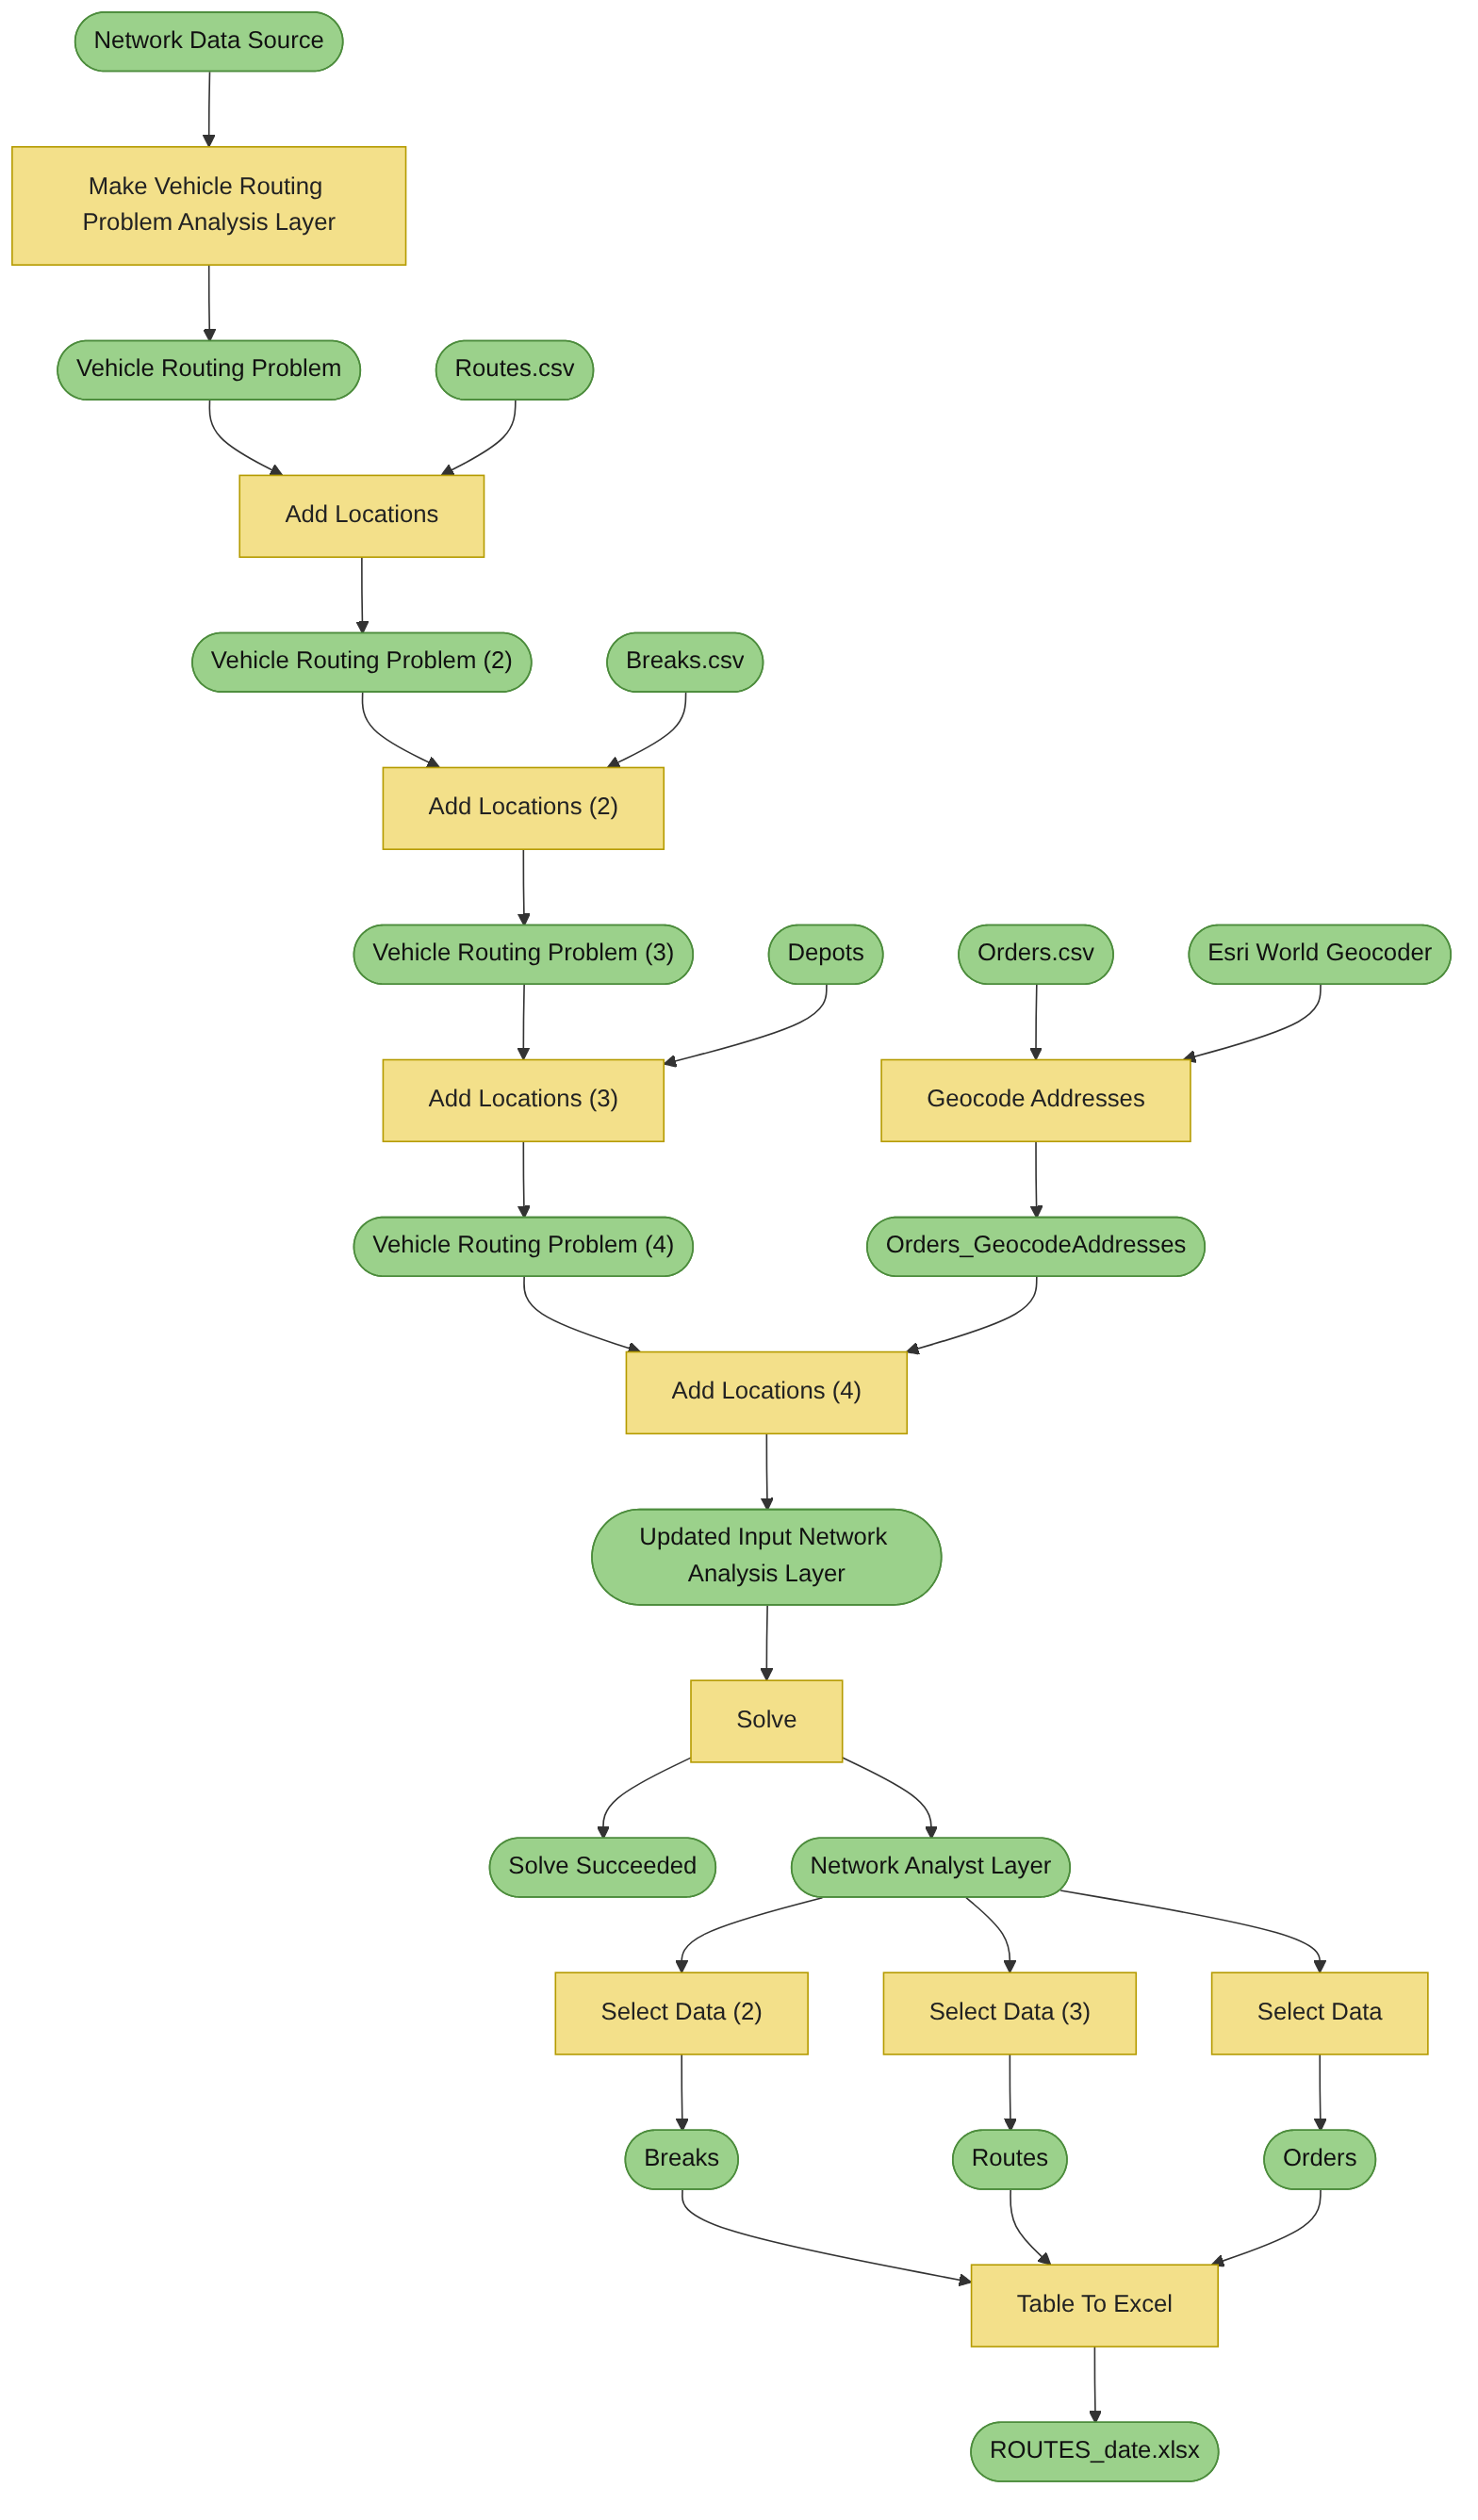 Network Data Source
Make Vehicle Routing
Problem Analysis Layer
Vehicle Routing Problem
Routes.csv
Add Locations
Vehicle Routing Problem (2)
Breaks.csv
Add Locations (2)
Vehicle Routing Problem (3)
Depots
Orders.csv
Esri World Geocoder
Add Locations (3)
Geocode Addresses
Vehicle Routing Problem (4)
Orders_GeocodeAddresses
Add Locations (4)
Updated Input Network
Analysis Layer
Solve
Solve Succeeded
Network Analyst Layer
Select Data (2)
Select Data (3)
Select Data
Breaks
Routes
Orders
Table To Excel
ROUTES_date.xlsx